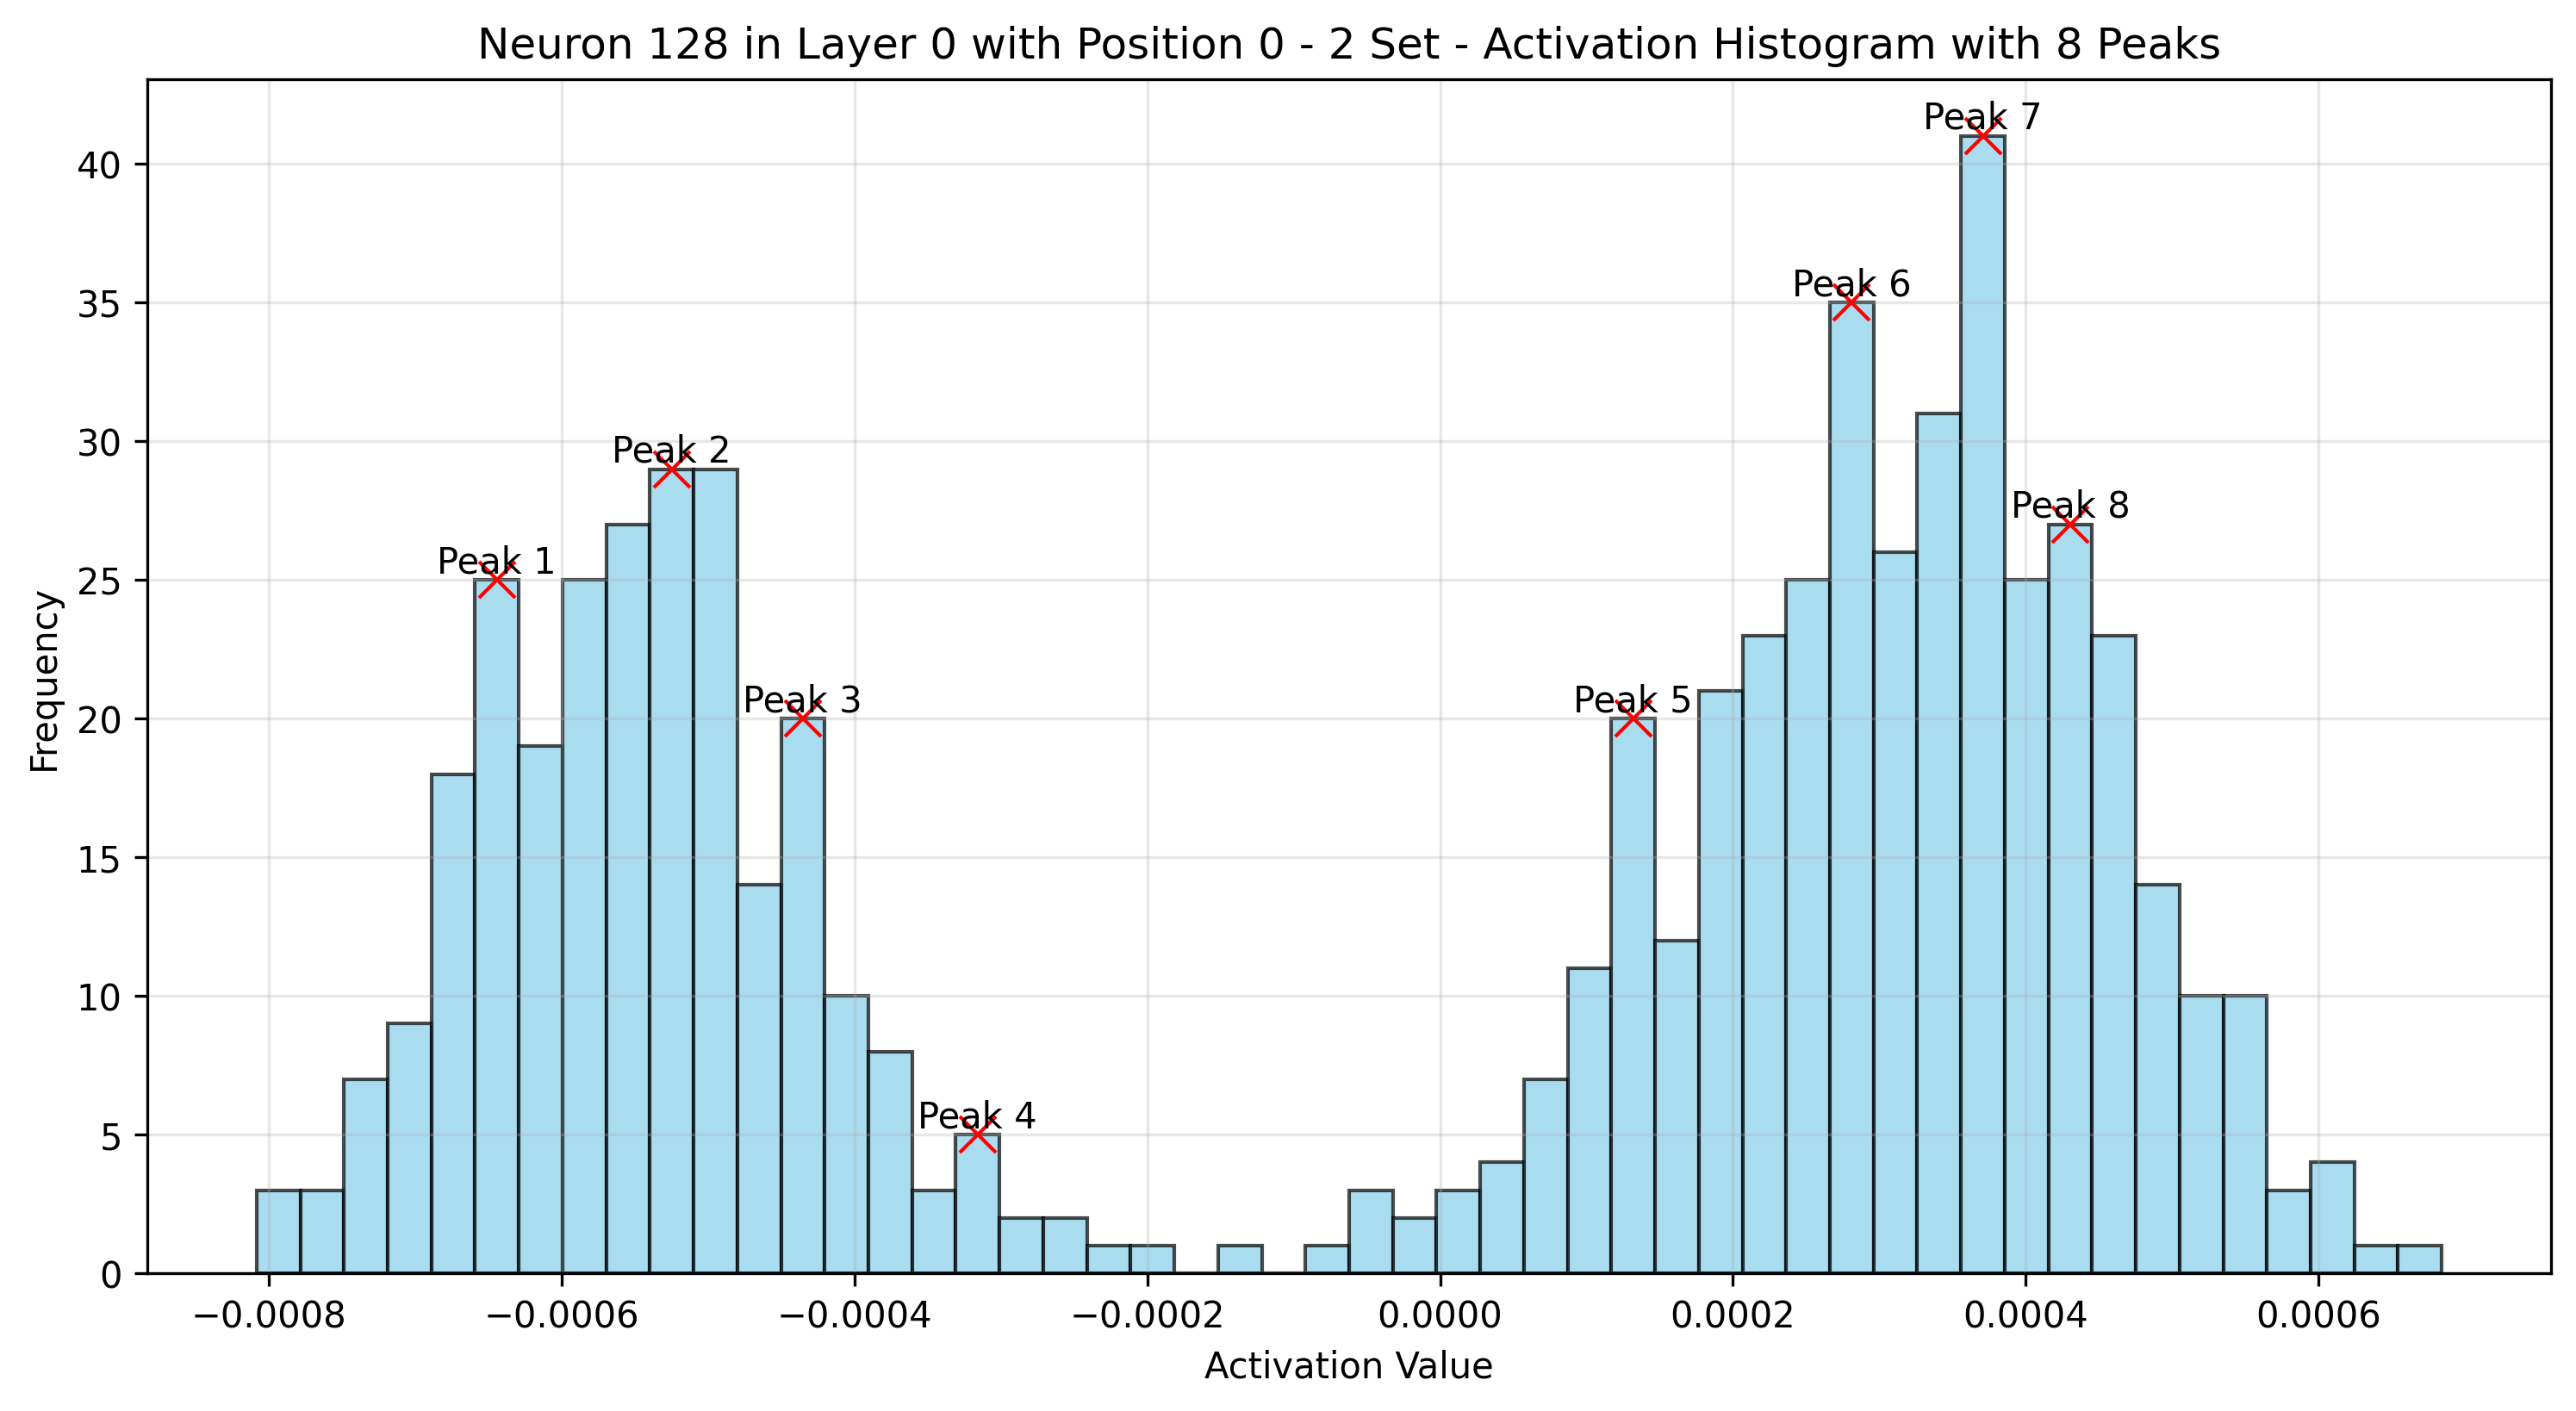 Neuron 128 in Layer 0 with Position 0 - 2 Set - Activation Histogram with 8 Peaks
Peak 7
40
Peak 6
35
Peak 8
Peak 2
30
Peak 1
25
Peak 3
Peak 5
20
Frequency
15
Peak 4
10
5
0
−0.0008
−0.0006
−0.0004
−0.0002
0.0000
0.0002
0.0004
0.0006
Activation Value